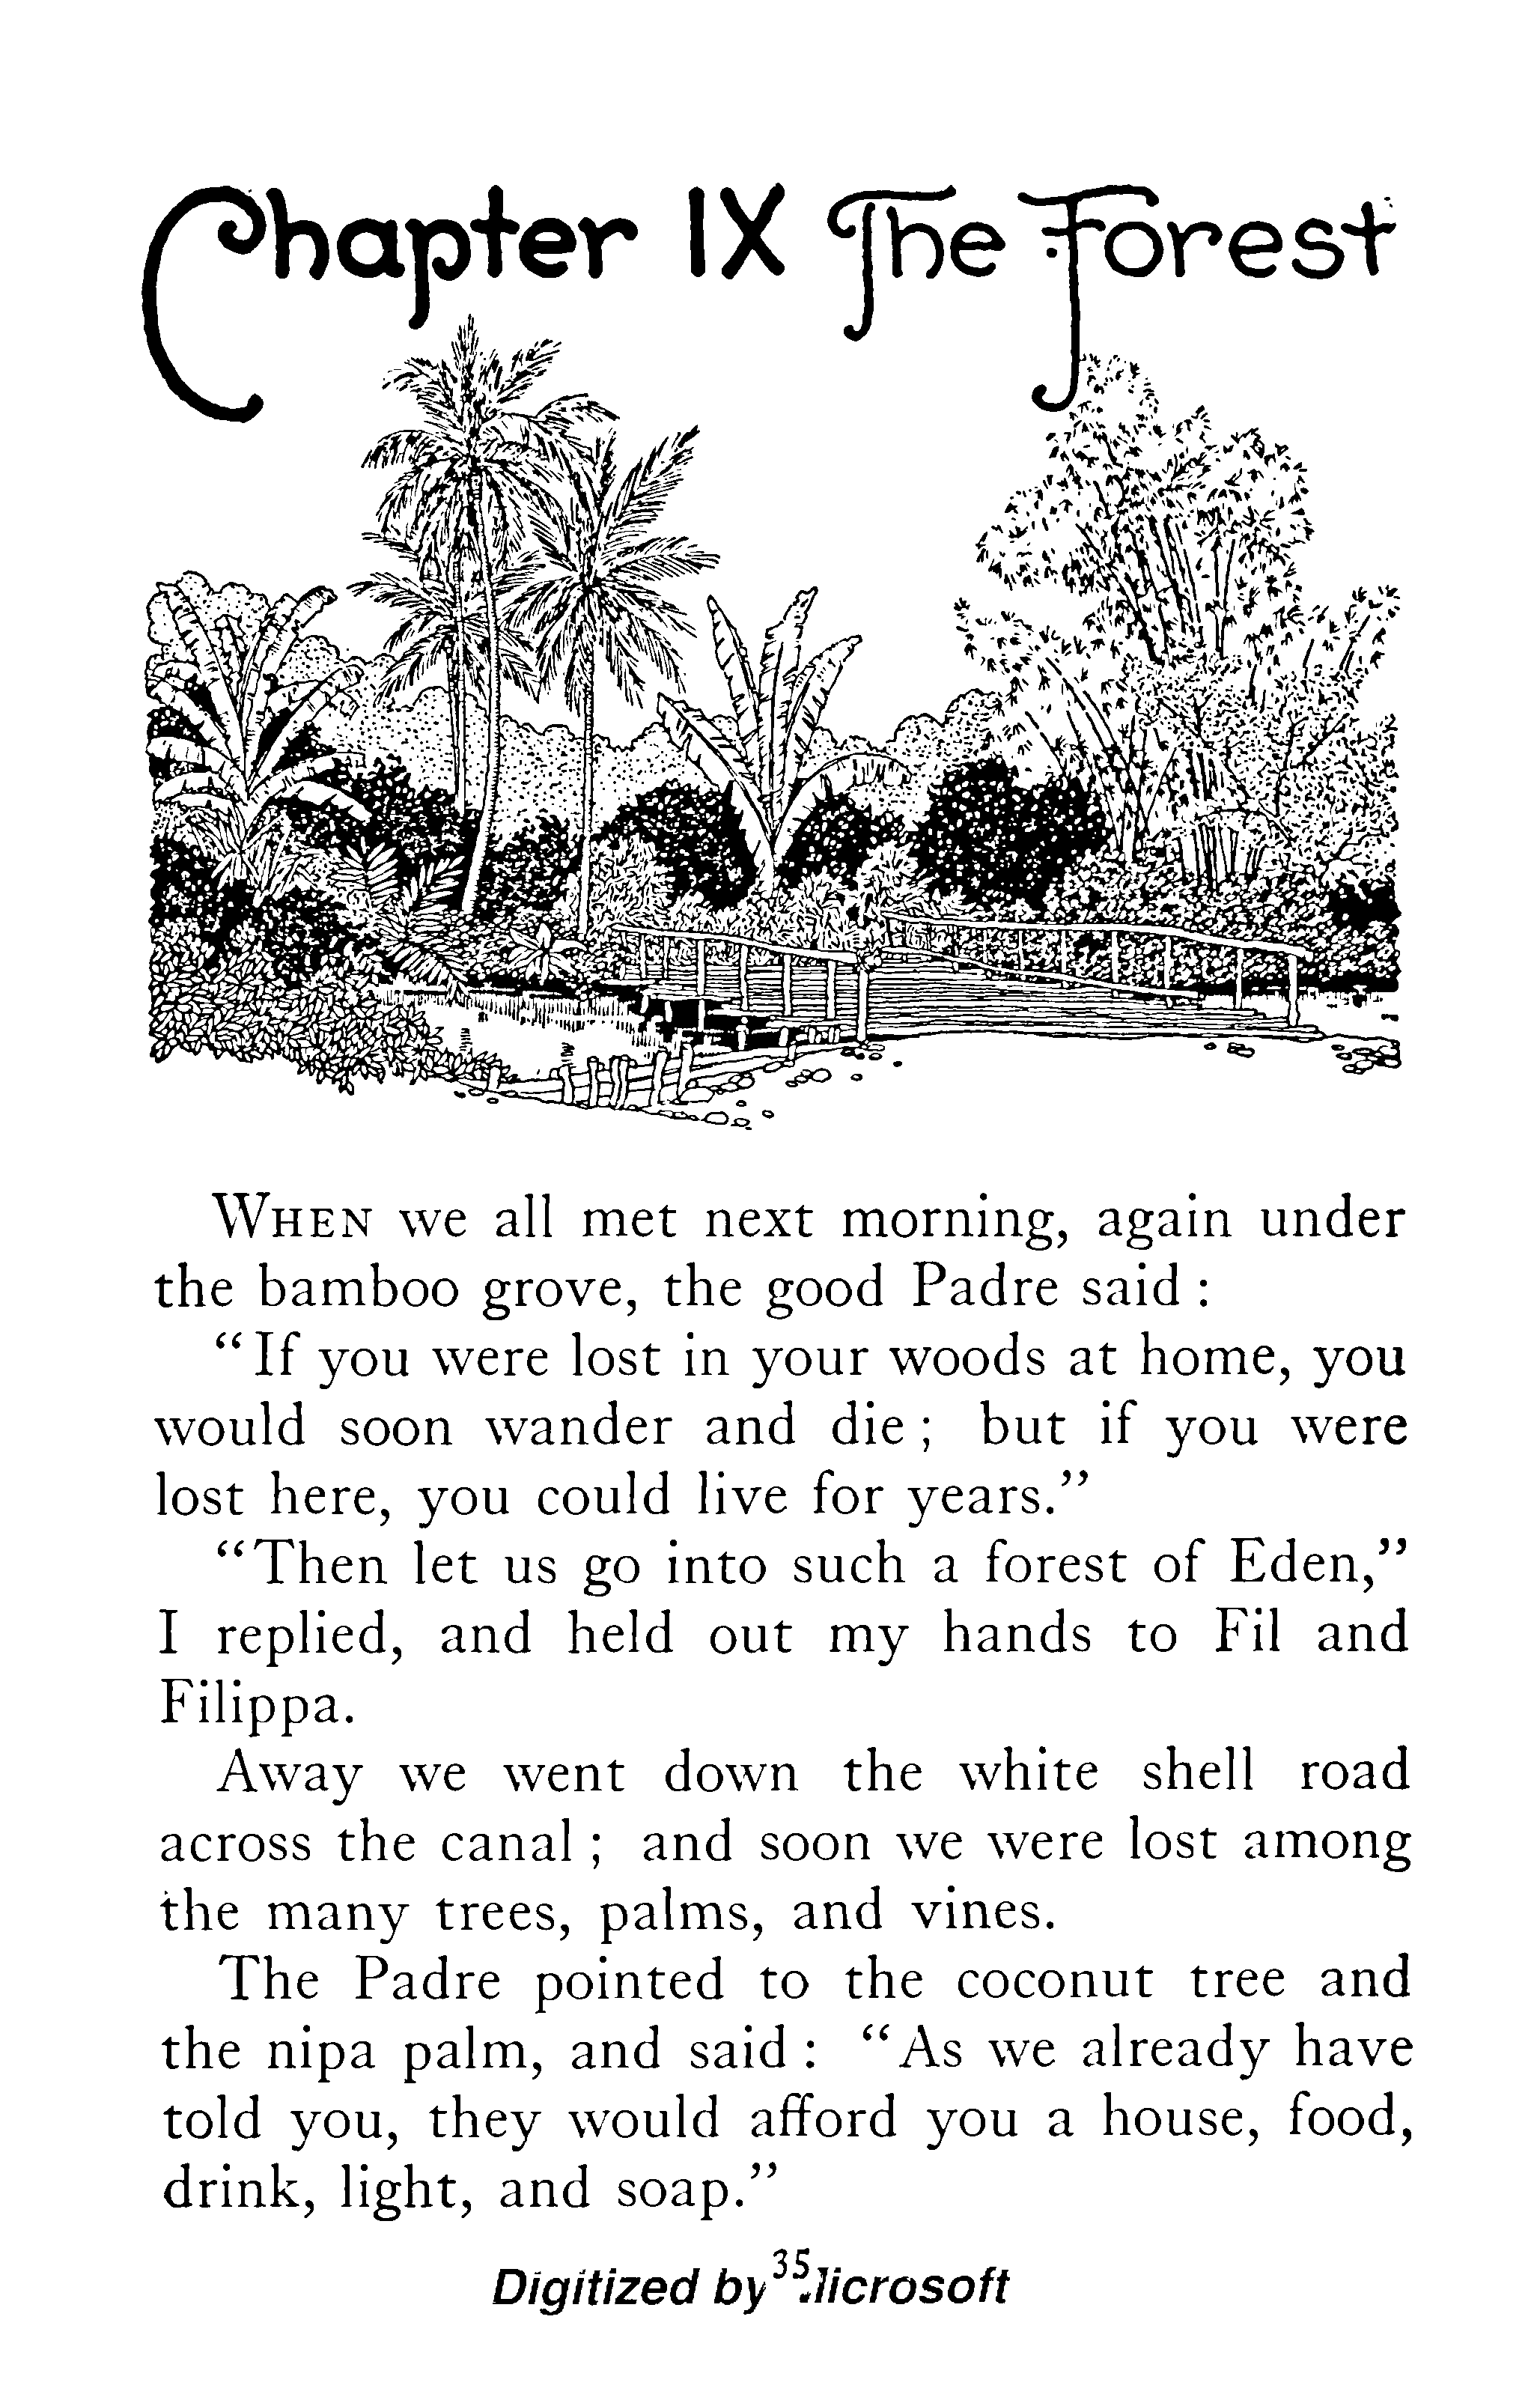 Chapter IX The Forest
WHEN we all met next morning, again under
the bamboo grove, the good Padre said :
“If you were lost in your woods at home, you
would soon wander and die ; but if you were
lost here, you could live for years.”
“Then let us go into such a forest of Eden,”
I replied, and held out my hands to Fil and
Filippa.
Away we went down the white shell road
across the canal ; and soon we were lost among
the many trees, palms, and vines.
The Padre pointed to the coconut tree and
the nipa palm, and said : “As we already have
told you, they would afford you a house, food,
drink, light, and soap.”
35
Digitized by Microsoft